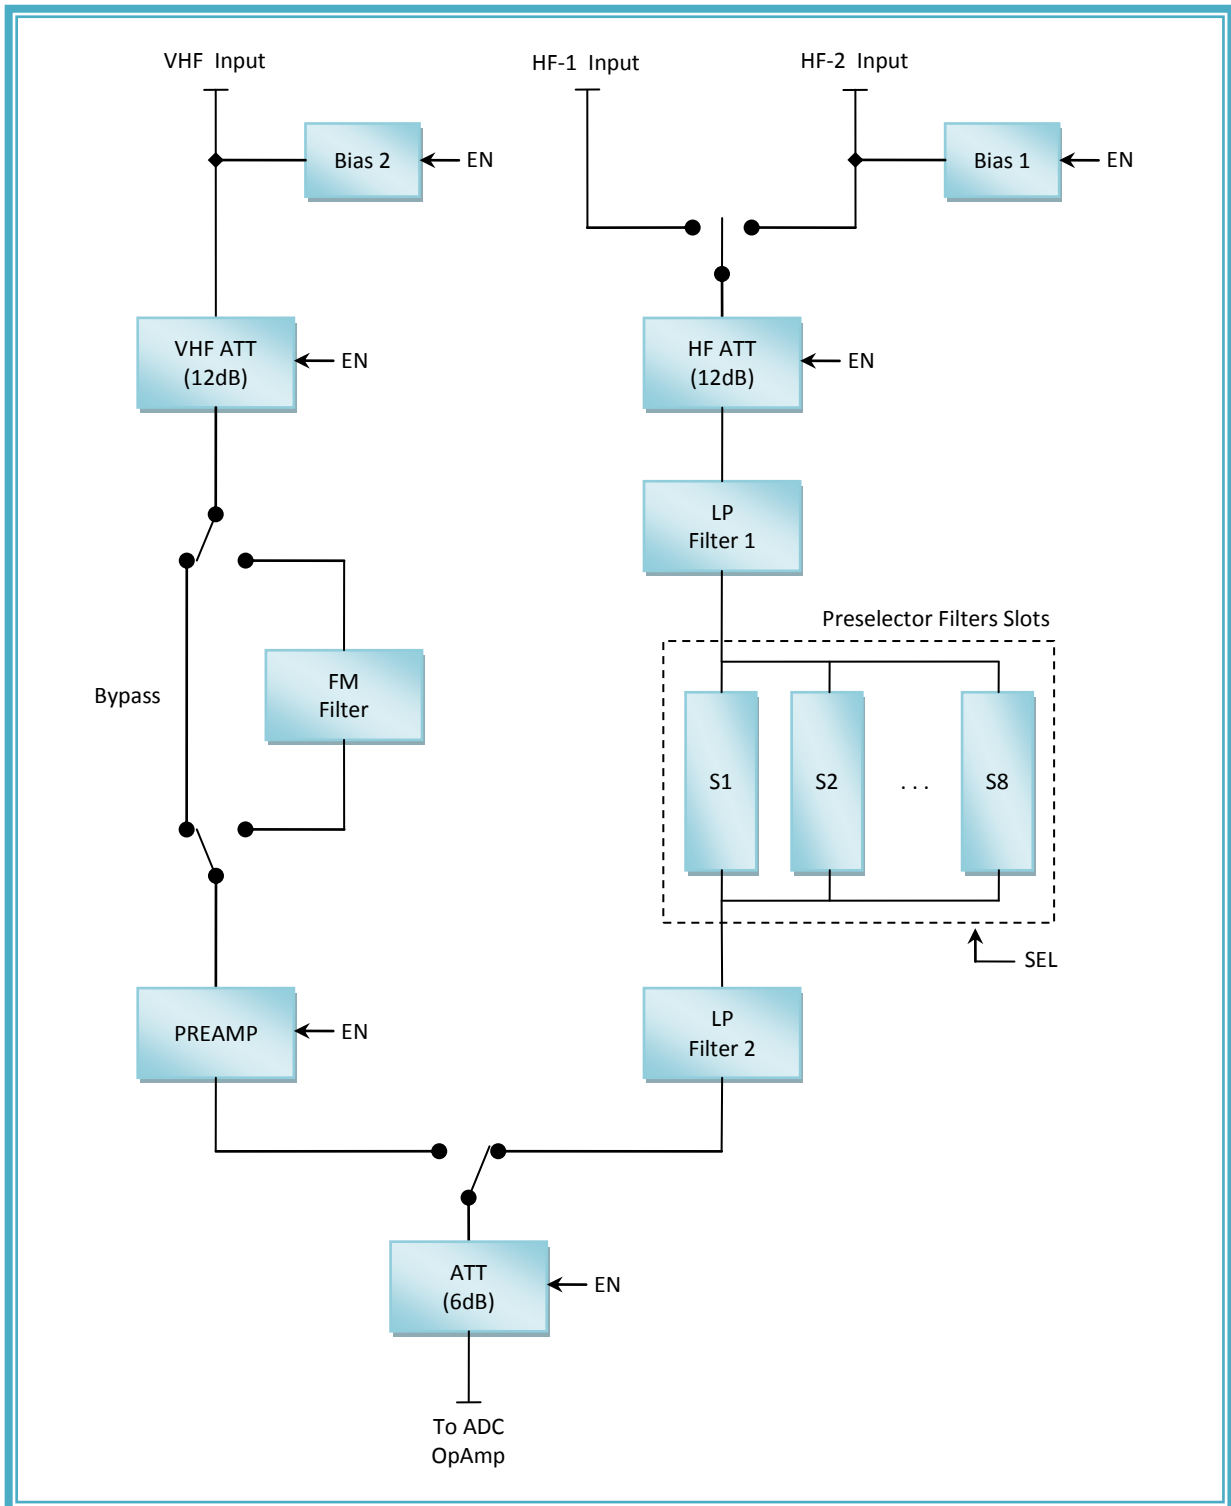 VHF Input
HF-1 Input
HF-2 Input
Bias 2
EN
Bias 1
EN
VHF ATT
(12dB)
EN
HF ATT
(12dB)
EN
LP
Filter 1
Preselector Filters Slots
Bypass
FM
Filter
S1
S2
. . .
S8
SEL
PREAMP
EN
LP
Filter 2
ATT
(6dB)
EN
To ADC
OpAmp